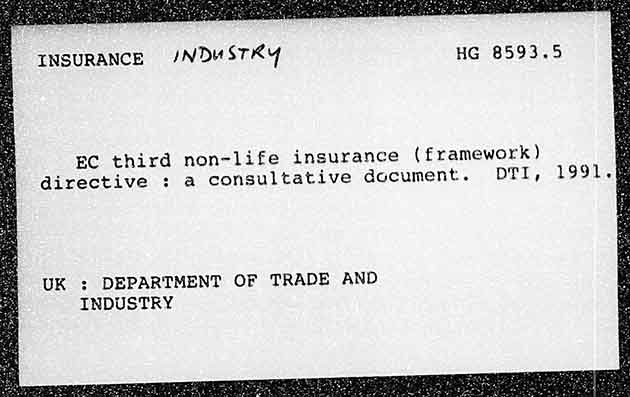 INSURANCE INDUSTRY HG 8593.5
EC third non-life insurance (framework)
directive : a consultative document. DTI, 1991.
UK : DEPARTMENT OF TRADE AND
INDUSTRY